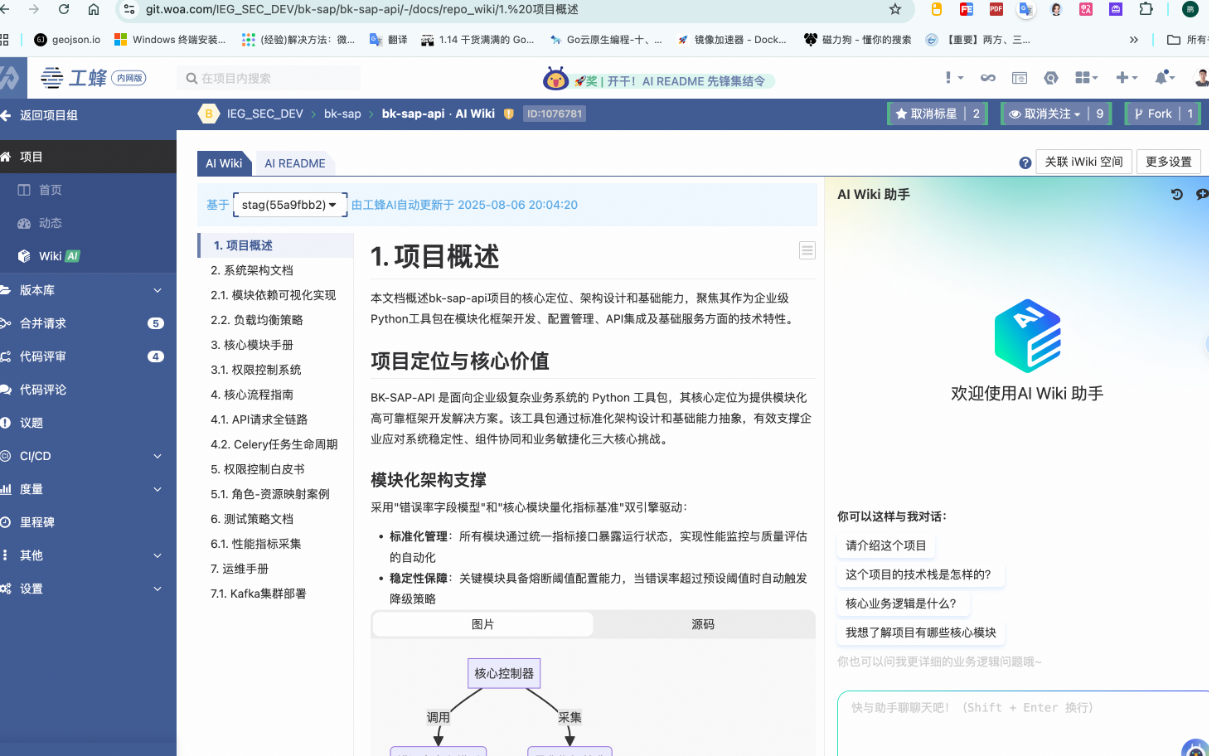 git.woa.com/IEG_SEC_DEV/bk-sap/bk-sap-api/-/docs/repo_wiki/1.%20项目概述
geojson.io
Windows 终端安装...
(经验)解决方法：微...
翻译
1.14 干货满满的 Go...
Go云原生编程-十、...
镜像加速器 - Dock...
磁力狗 - 懂你的搜索
【重要】两方、三...
»
所有
工蜂 内网版
在项目内搜索
奖 | 开干！AI README 先锋集结令
返回项目组
IEG_SEC_DEV > bk-sap > bk-sap-api · AI Wiki
ID:1076781
取消标星 2
取消关注 9
Fork 1
项目
首页
动态
Wiki AI
版本库
合并请求 5
代码评审 4
代码评论
议题
CI/CD
度量
里程碑
其他
设置
AI Wiki
AI README
关联 iWiki 空间
更多设置
基于 stag(55a9fbb2) 由工蜂AI自动更新于 2025-08-06 20:04:20
1. 项目概述
2. 系统架构文档
2.1. 模块依赖可视化实现
2.2. 负载均衡策略
3. 核心模块手册
3.1. 权限控制系统
4. 核心流程指南
4.1. API请求全链路
4.2. Celery任务生命周期
5. 权限控制白皮书
5.1. 角色-资源映射案例
6. 测试策略文档
6.1. 性能指标采集
7. 运维手册
7.1. Kafka集群部署
1. 项目概述
本文档概述bk-sap-api项目的核心定位、架构设计和基础能力，聚焦其作为企业级
Python工具包在模块化框架开发、配置管理、API集成及基础服务方面的技术特性。
项目定位与核心价值
BK-SAP-API 是面向企业级复杂业务系统的 Python 工具包，其核心定位为提供模块化
高可靠框架开发解决方案。该工具包通过标准化架构设计和基础能力抽象，有效支撑企
业应对系统稳定性、组件协同和业务敏捷化三大核心挑战。
模块化架构支撑
采用"错误率字段模型"和"核心模块量化指标基准"双引擎驱动：
• 标准化管理：所有模块通过统一指标接口暴露运行状态，实现性能监控与质量评估
的自动化
• 稳定性保障：关键模块具备熔断阈值配置能力，当错误率超过预设阈值时自动触发
降级策略
图片
源码
核心控制器
调用
采集
AI Wiki 助手
AI
欢迎使用AI Wiki 助手
你可以这样与我对话：
请介绍这个项目
这个项目的技术栈是怎样的?
核心业务逻辑是什么?
我想了解项目有哪些核心模块
你也可以问我更详细的业务逻辑问题哦~
快与助手聊聊天吧! (Shift + Enter 换行)